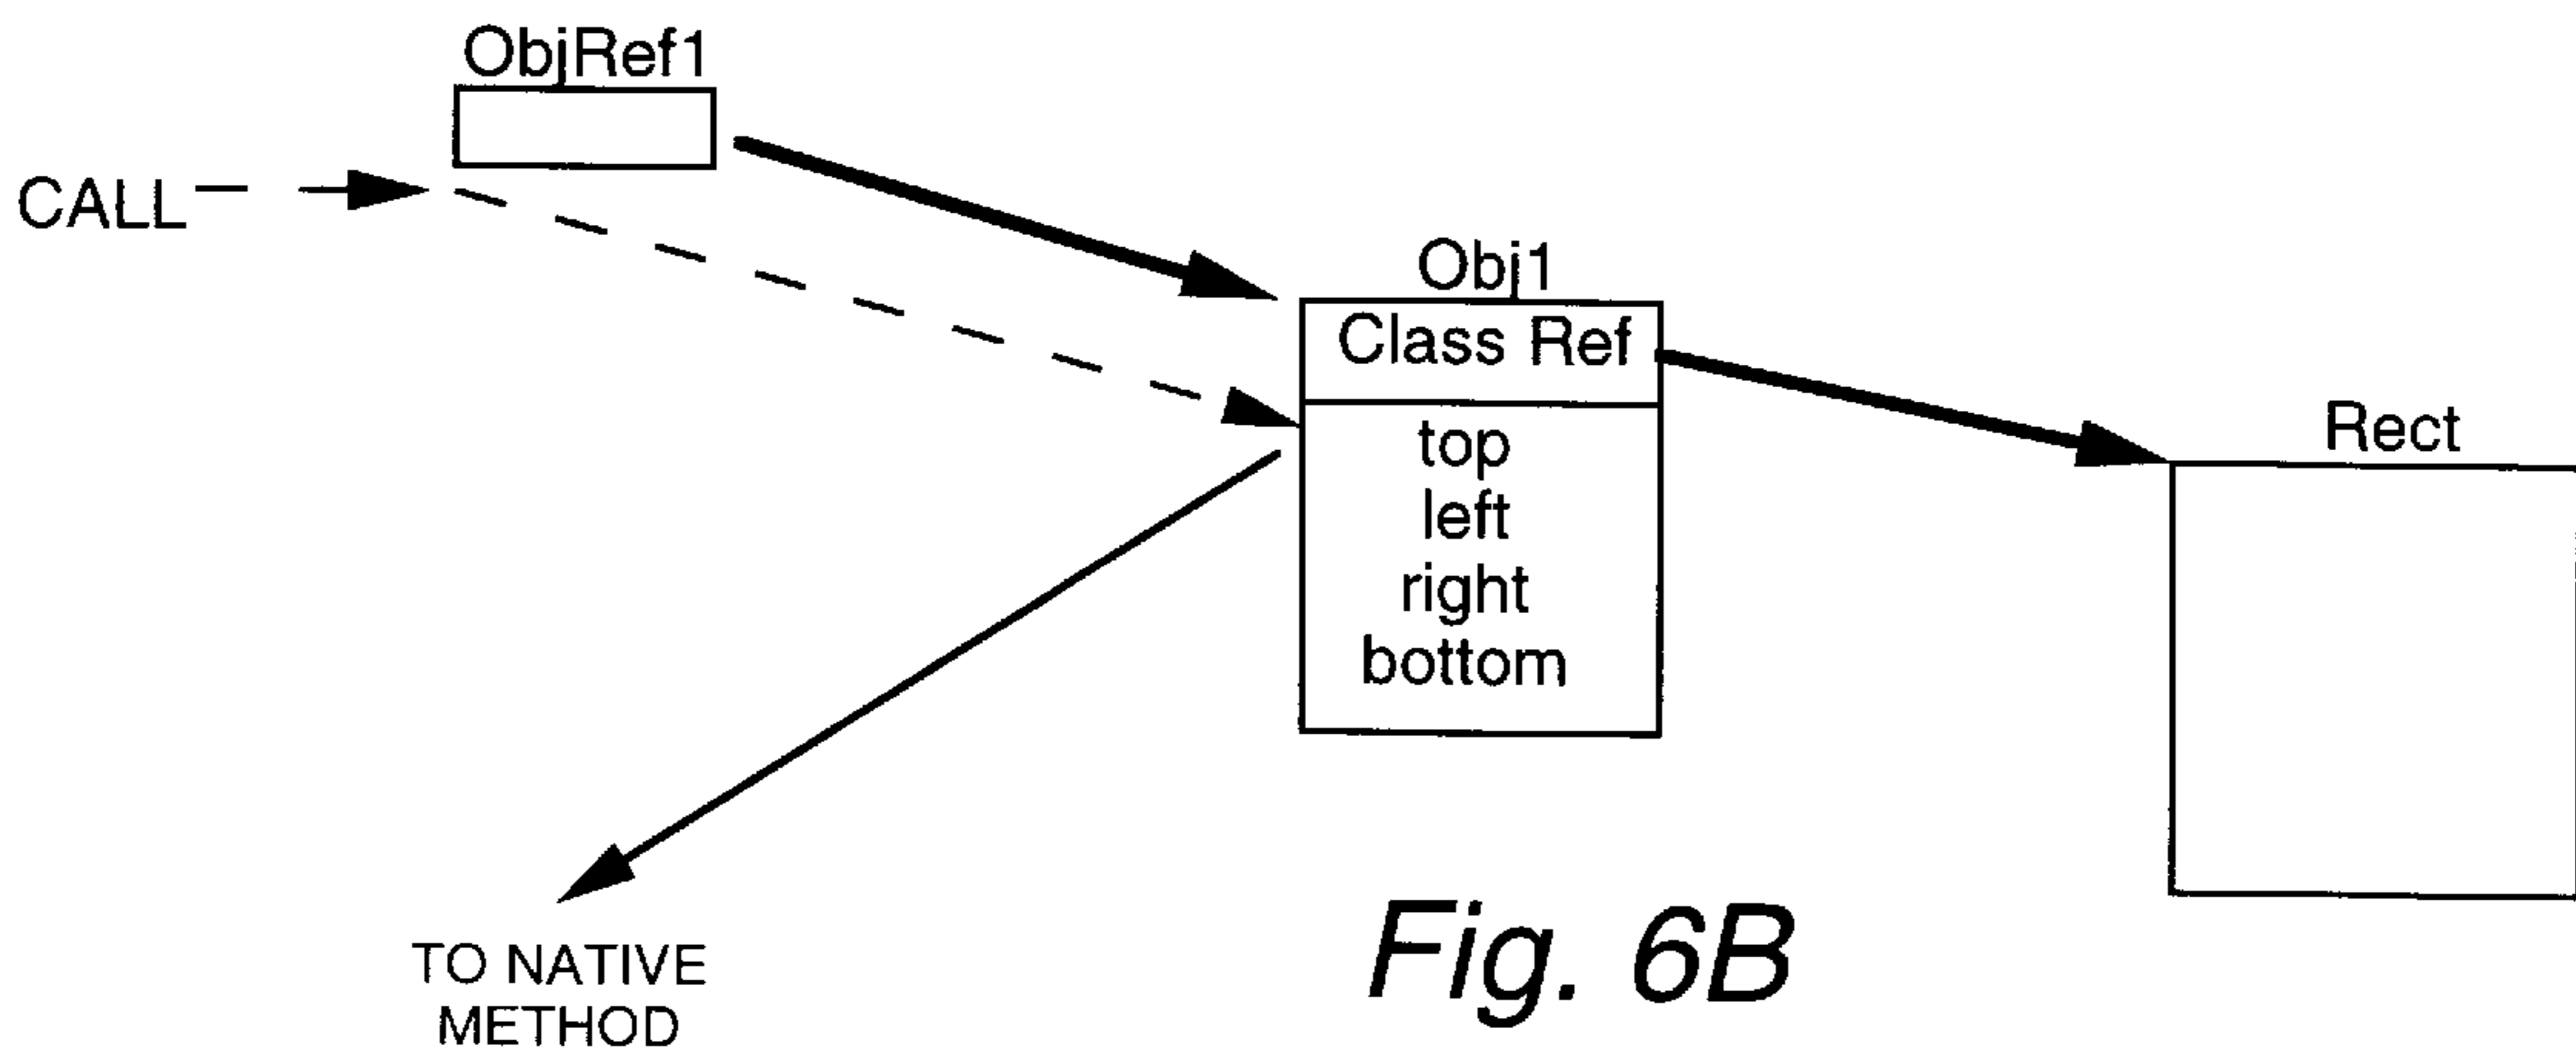 ObjRef1
CALL
Obj1
Class Ref
top
left
right
bottom
Rect
TO NATIVE
METHOD
Fig. 6B